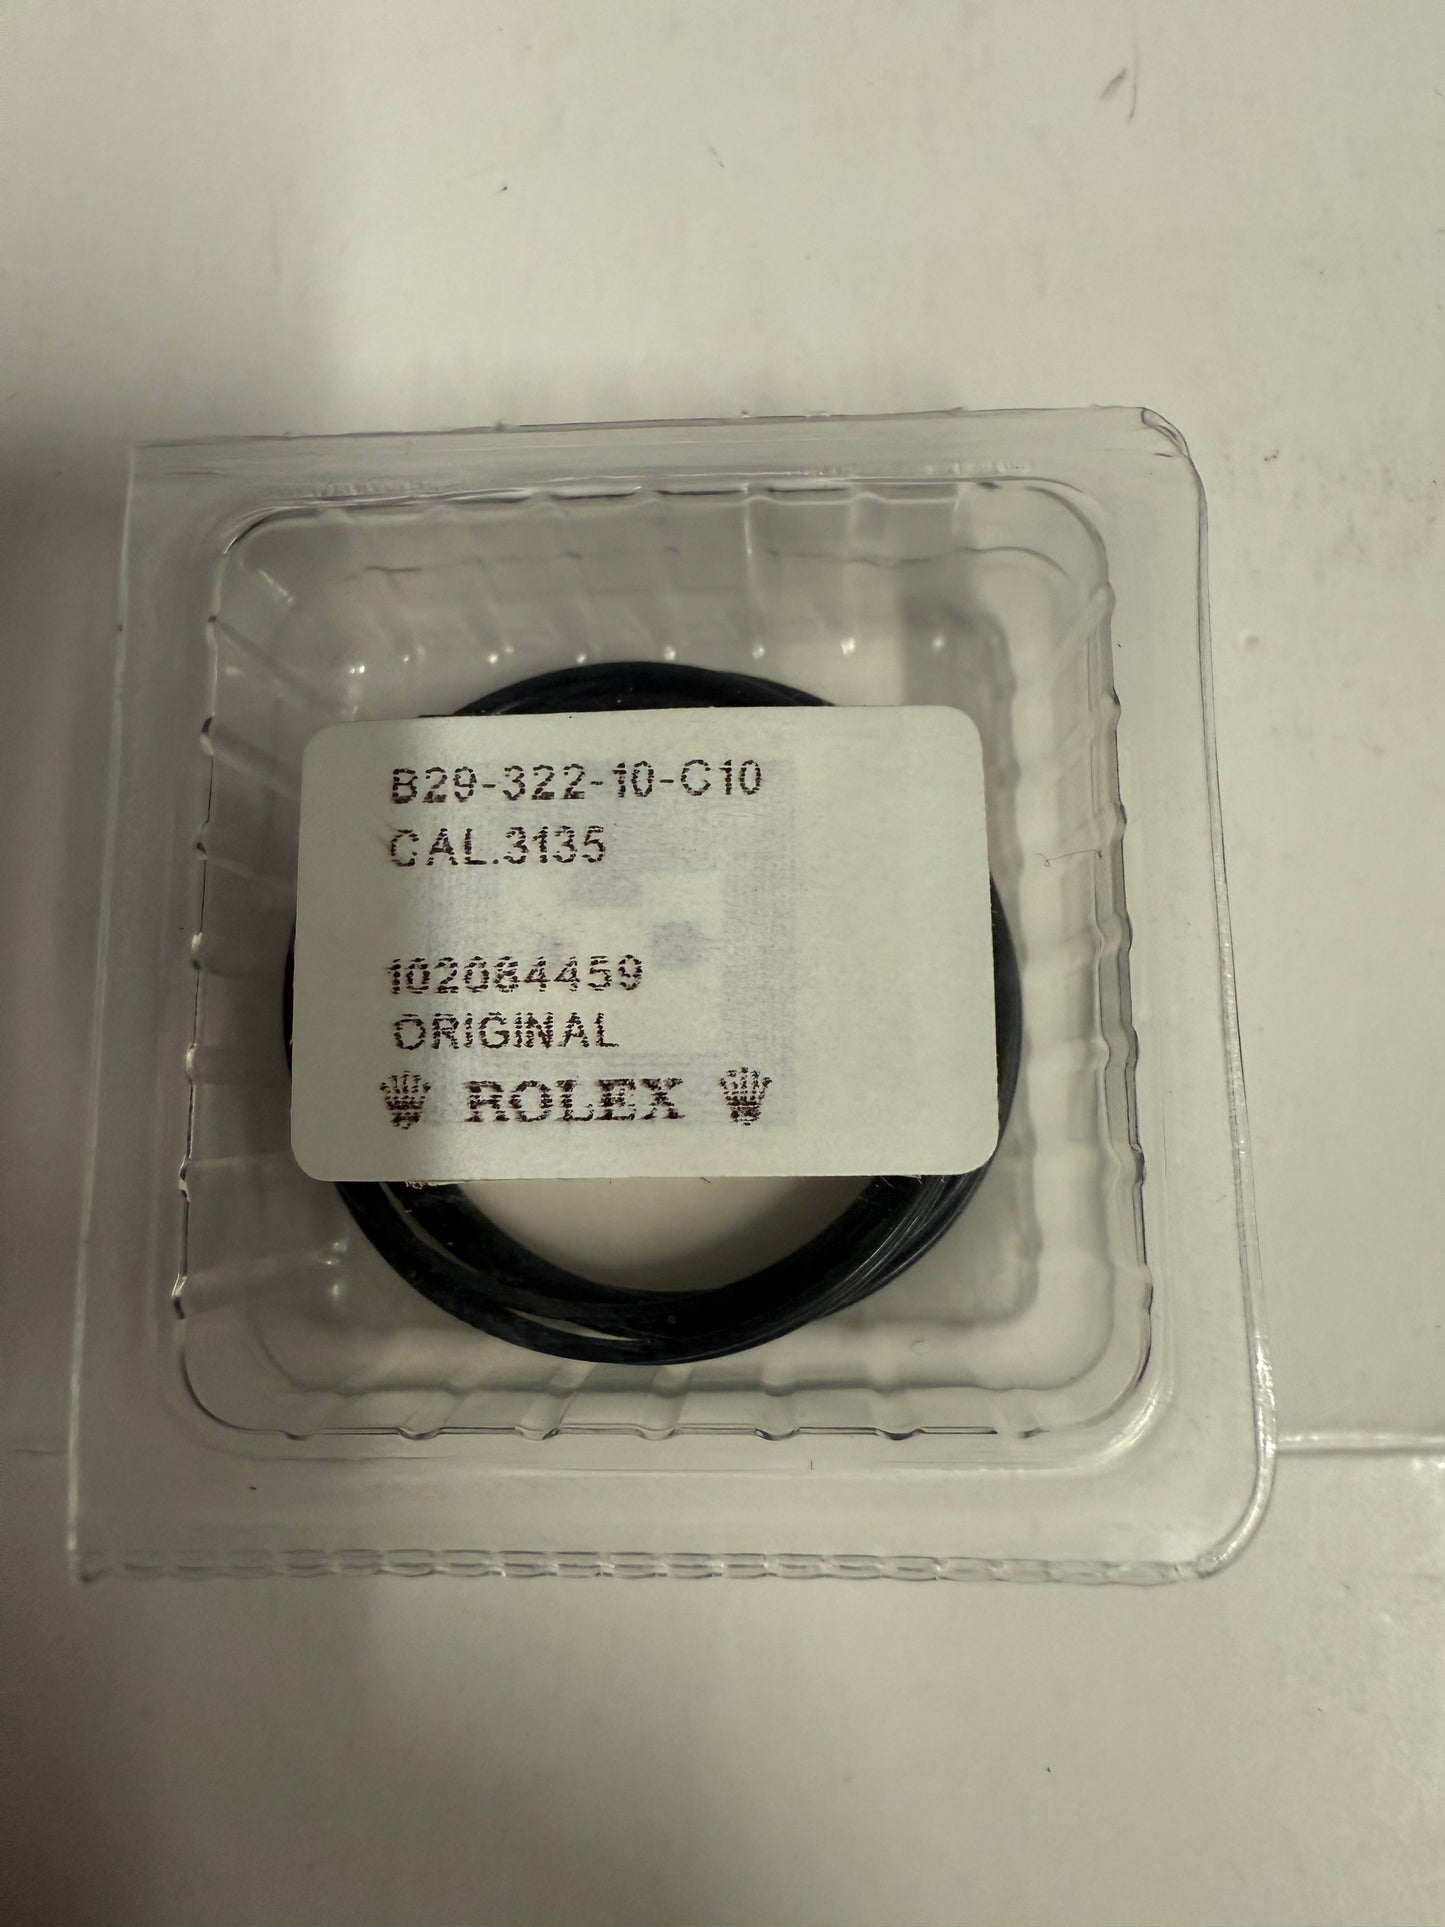 B29-322-10-C10
CAL.3135
102084459
ORIGINAL
ROLEX